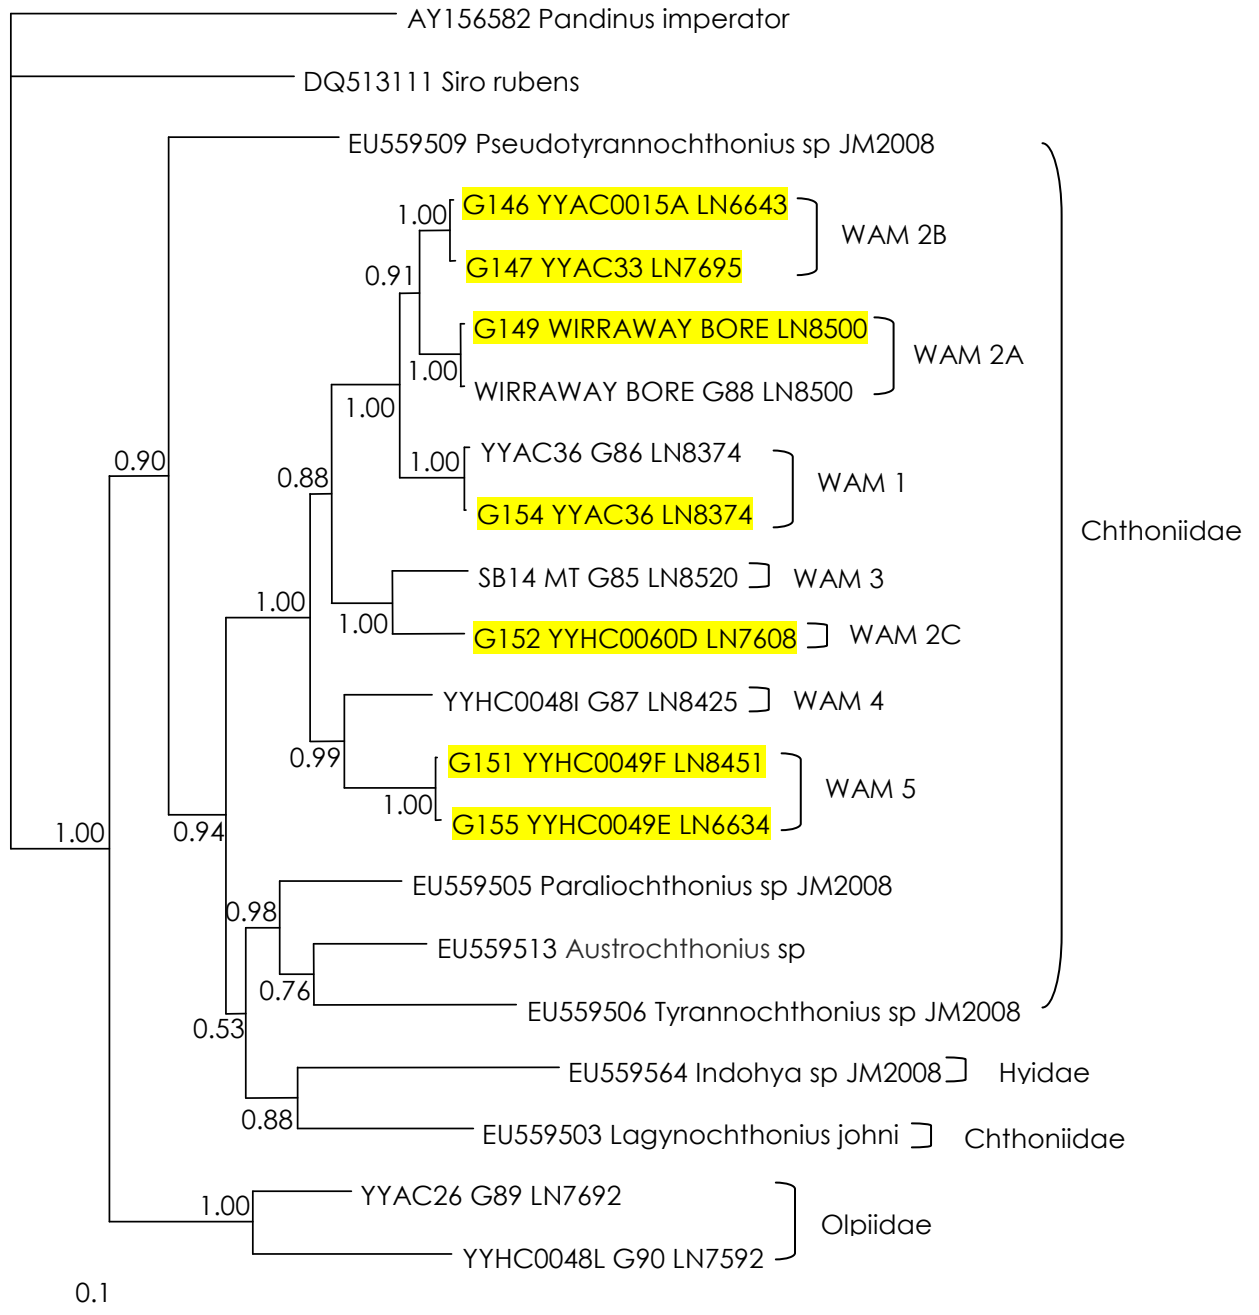 AY156582 Pandinus imperator
DQ513111 Siro rubens
EU559509 Pseudotyrannochthonius sp JM2008
G146 YYAC0015A LN6643
1.00
WAM 2B
G147 YYAC33 LN7695
0.91
G149 WIRRAWAY BORE LN8500
WAM 2A
1.00
WIRRAWAY BORE G88 LN8500
1.00
YYAC36 G86 LN8374
1.00
WAM 1
0.90
0.88
G154 YYAC36 LN8374
Chthoniidae
SB14 MT G85 LN8520
WAM 3
1.00
1.00
G152 YYHC0060D LN7608
WAM 2C
YYHC0048I G87 LN8425
WAM 4
0.99
G151 YYHC0049F LN8451
WAM 5
1.00
G155 YYHC0049E LN6634
1.00
0.94
EU559505 Paraliochthonius sp JM2008
0.98
EU559513 Austrochthonius sp
0.76
EU559506 Tyrannochthonius sp JM2008
0.53
EU559564 Indohya sp JM2008
Hyidae
0.88
EU559503 Lagynochthonius johni
Chthoniidae
YYAC26 G89 LN7692
1.00
Olpiidae
YYHC0048L G90 LN7592
0.1